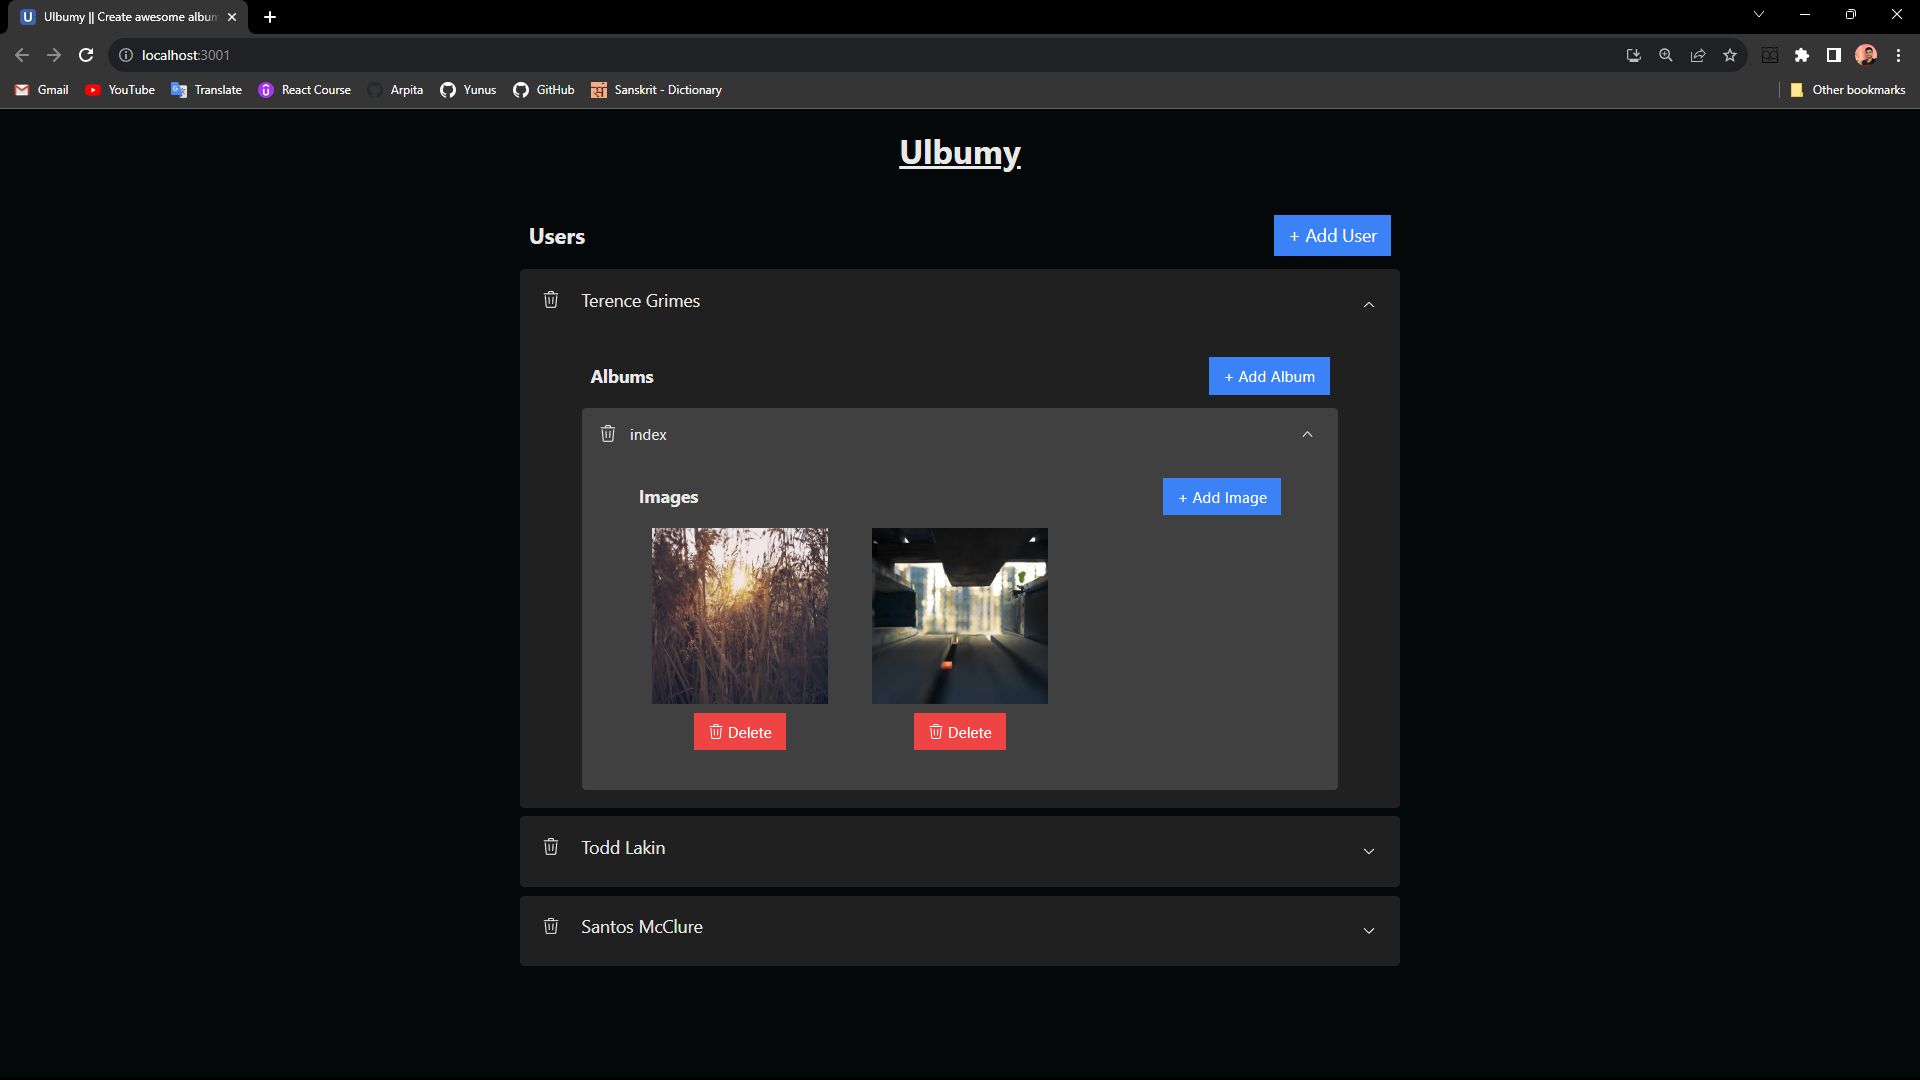 U Ulbumy || Create awesome album
localhost:3001
Gmail YouTube Translate React Course Arpita Yunus GitHub Sanskrit - Dictionary Other bookmarks
Ulbumy
Users + Add User
Terence Grimes
Albums + Add Album
index
Images + Add Image
Delete Delete
Todd Lakin
Santos McClure